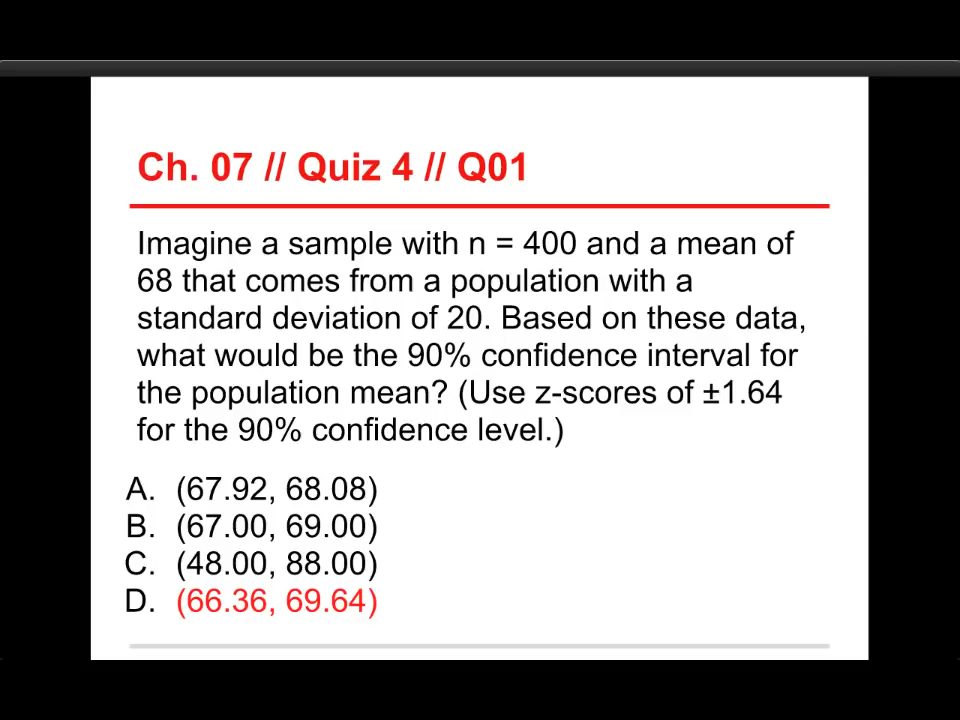 Ch. 07 // Quiz 4 // Q01
Imagine a sample with n = 400 and a mean of
68 that comes from a population with a
standard deviation of 20. Based on these data,
what would be the 90% confidence interval for
the population mean? (Use z-scores of ±1.64
for the 90% confidence level.)
A. (67.92, 68.08)
B. (67.00, 69.00)
C. (48.00, 88.00)
D. (66.36, 69.64)